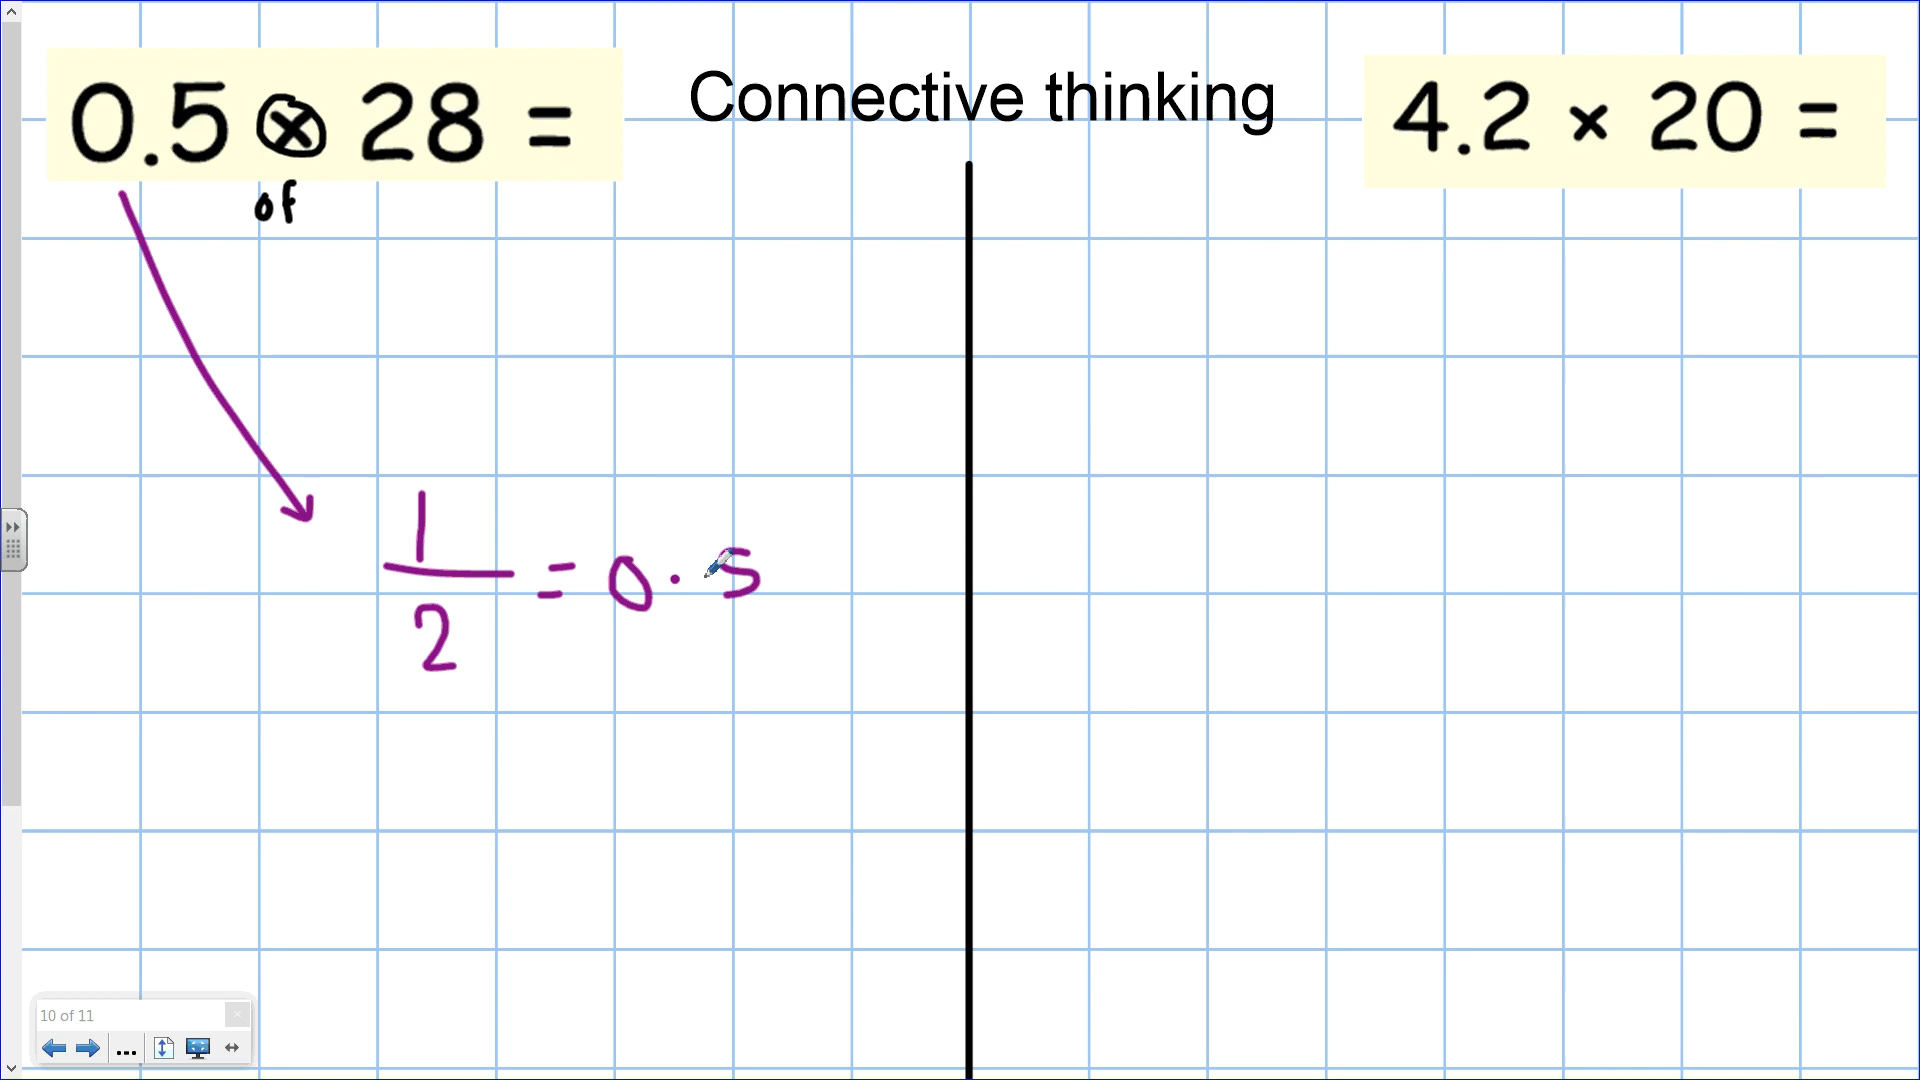 0.5 × 28 =
of
Connective thinking
4.2 × 20 =
1
2
= 0.5
10 of 11
...